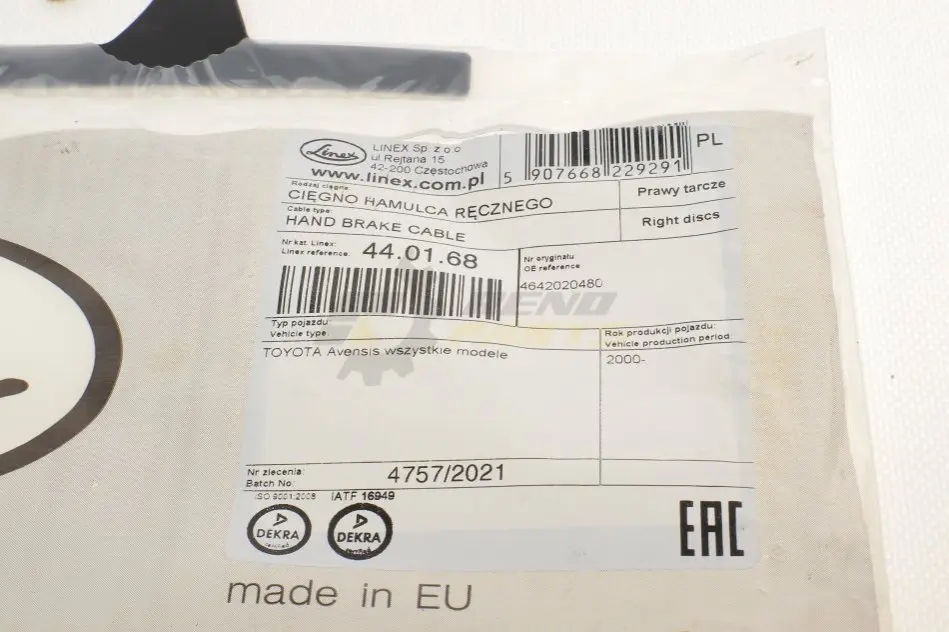 Linex
LINEX Sp. z o.o
ul Rejtana 15
42-200 Częstochowa
www.linex.com.pl
5 907668 229291
PL
Rodzaj cięgna:
CIĘGNO HAMULCA RĘCZNEGO
Prawy tarcze
Cable type:
HAND BRAKE CABLE
Right discs
Nr kat. Linex:
Linex reference:
44.01.68
Nr oryginału
OE reference
4642020480
Typ pojazdu:
Vehicle type:
Rok produkcji pojazdu:
Vehicle production period
TOYOTA Avensis wszystkie modele
2000-
Nr zlecenia:
Batch No:
4757/2021
ISO 9001:2008
IATF 16949
DEKRA
certified
DEKRA
certified
EAC
made in EU